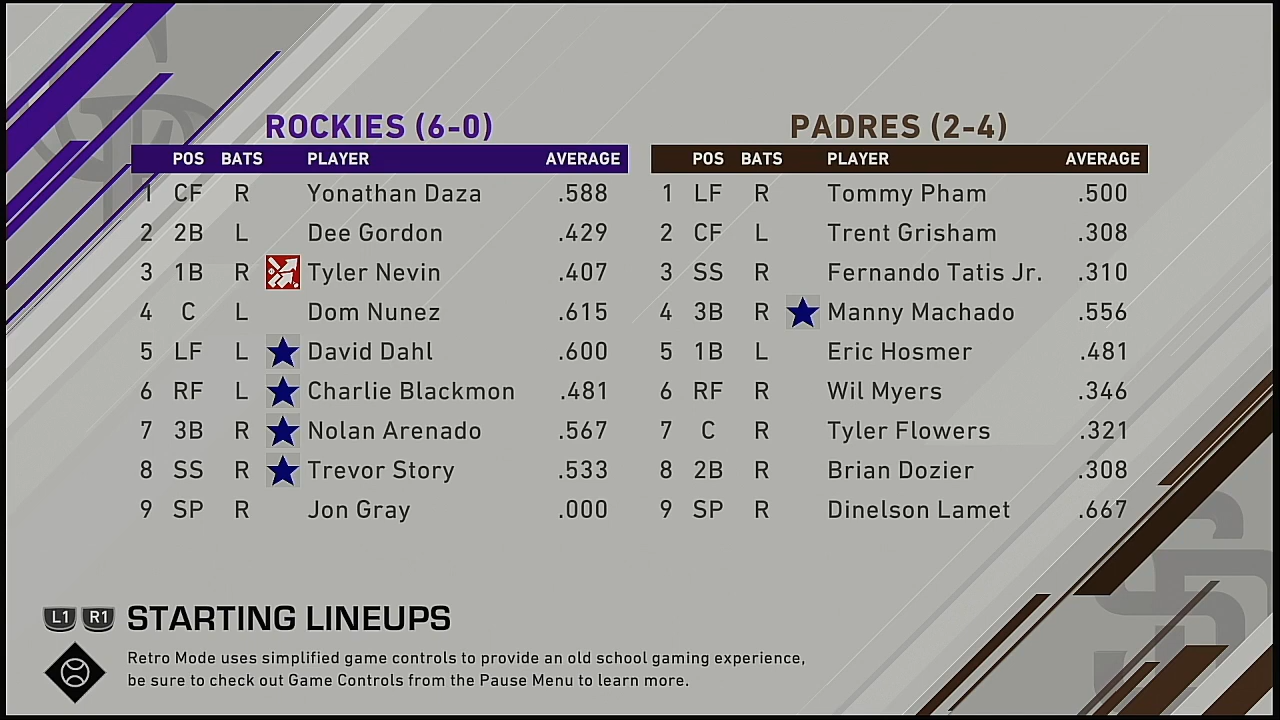 ROCKIES (6-0)
POS BATS PLAYER AVERAGE
1 CF R Yonathan Daza .588
2 2B L Dee Gordon .429
3 1B R Tyler Nevin .407
4 C L Dom Nunez .615
5 LF L David Dahl .600
6 RF L Charlie Blackmon .481
7 3B R Nolan Arenado .567
8 SS R Trevor Story .533
9 SP R Jon Gray .000
PADRES (2-4)
POS BATS PLAYER AVERAGE
1 LF R Tommy Pham .500
2 CF L Trent Grisham .308
3 SS R Fernando Tatis Jr. .310
4 3B R Manny Machado .556
5 1B L Eric Hosmer .481
6 RF R Wil Myers .346
7 C R Tyler Flowers .321
8 2B R Brian Dozier .308
9 SP R Dinelson Lamet .667
L1 R1 STARTING LINEUPS
Retro Mode uses simplified game controls to provide an old school gaming experience,
be sure to check out Game Controls from the Pause Menu to learn more.